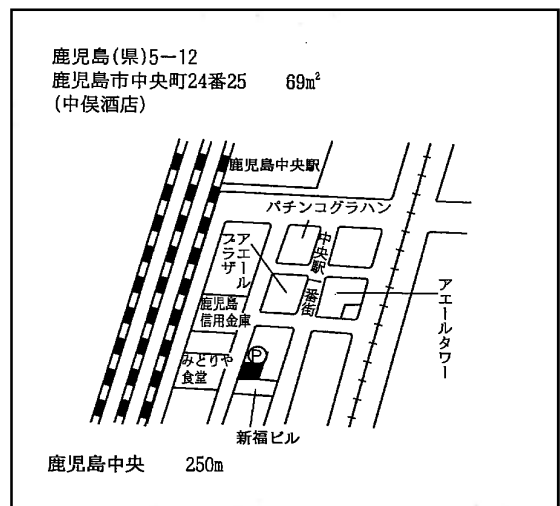 鹿児島(県)5-12
鹿児島市中央町24番25 69m²
(中俣酒店)
鹿児島中央駅
パチンコグラハン
アエールプラザ
中央駅一番街
アエールタワー
鹿児島
信用金庫
みどりや
食堂
P
新福ビル
鹿児島中央 250m